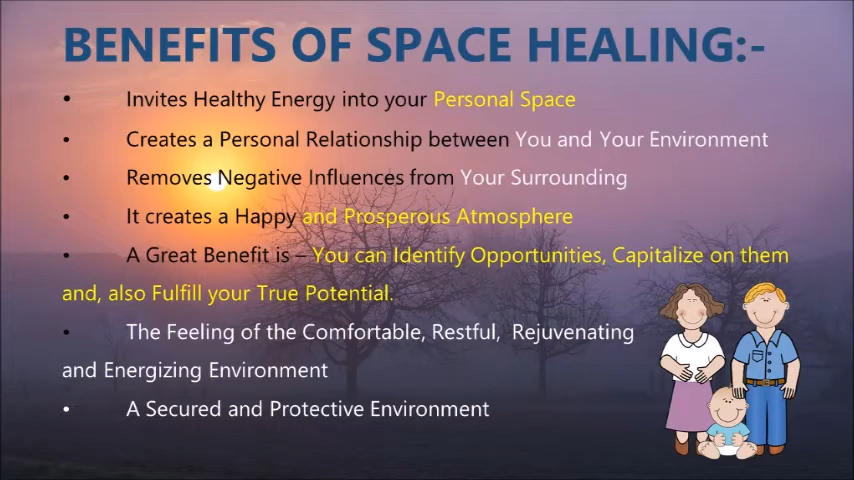 BENEFITS OF SPACE HEALING:-
• Invites Healthy Energy into your Personal Space
• Creates a Personal Relationship between You and Your Environment
• Removes Negative Influences from Your Surrounding
• It creates a Happy and Prosperous Atmosphere
• A Great Benefit is – You can Identify Opportunities, Capitalize on them
and, also Fulfill your True Potential.
• The Feeling of the Comfortable, Restful, Rejuvenating
and Energizing Environment
• A Secured and Protective Environment